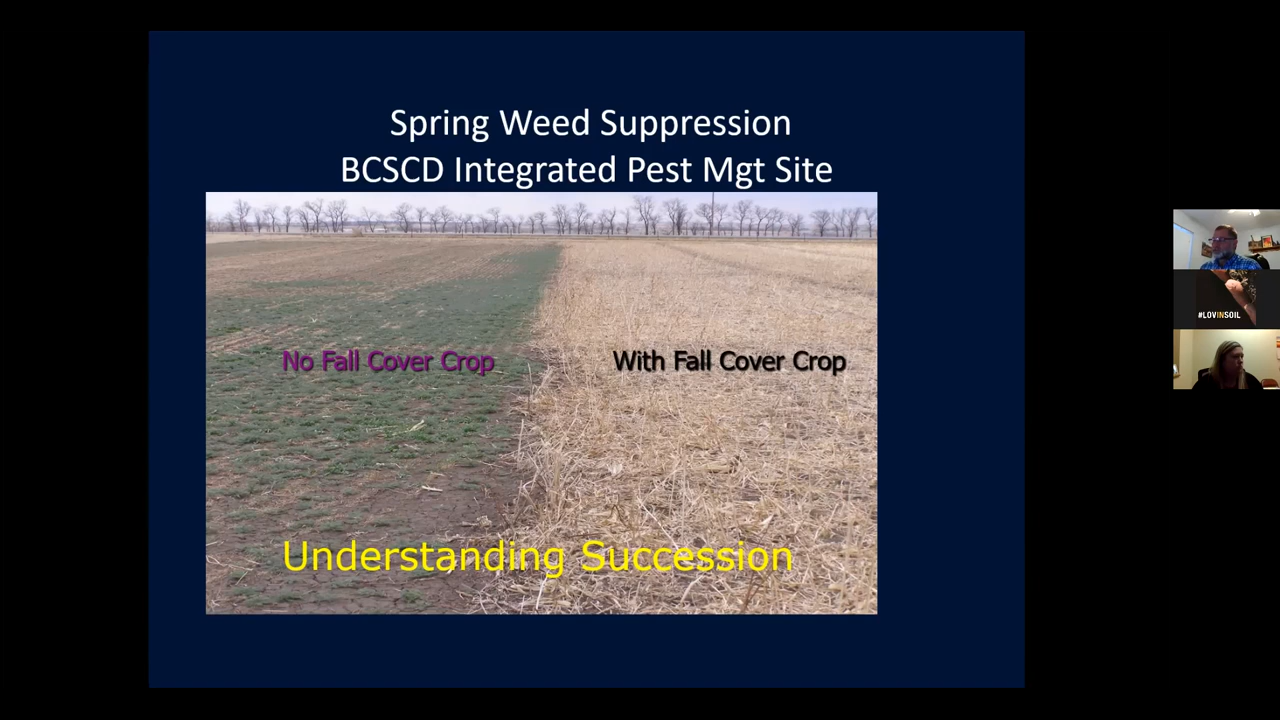 Spring Weed Suppression
BCSCD Integrated Pest Mgt Site
No Fall Cover Crop
With Fall Cover Crop
Understanding Succession
#LOVINSOIL